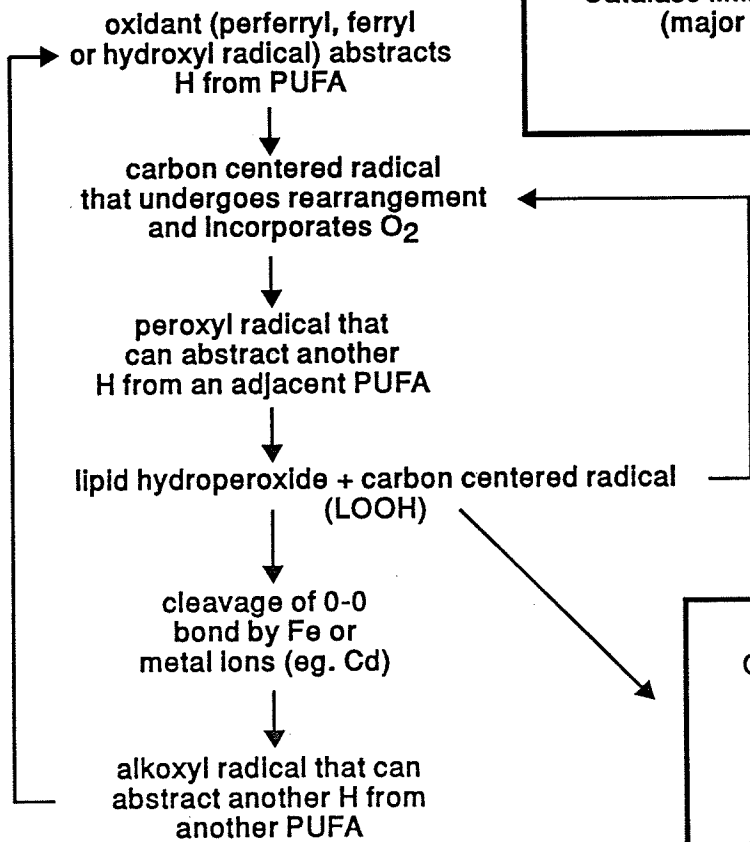 oxidant (perferryl, ferryl
or hydroxyl radical) abstracts
H from PUFA
(major
carbon centered radical
that undergoes rearrangement
and incorporates O2
peroxyl radical that
can abstract another
H from an adjacent PUFA
lipid hydroperoxide + carbon centered radical
(LOOH)
cleavage of 0-0
bond by Fe or
metal ions (eg. Cd)
alkoxyl radical that can
abstract another H from
another PUFA